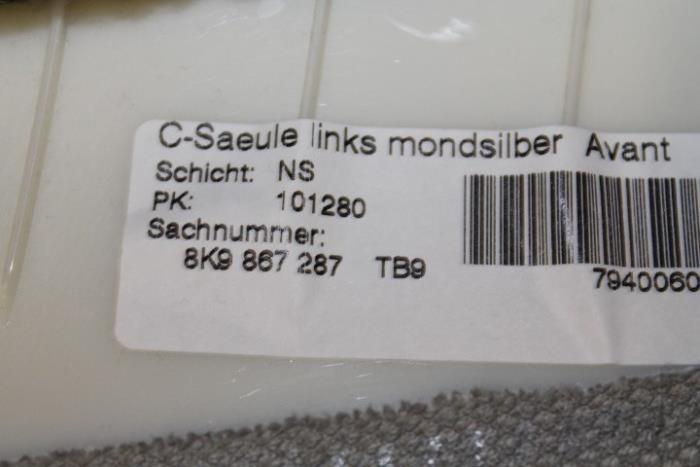 C-Saeule links mondsilber Avant
Schicht: NS
PK: 101280
Sachnummer:
8K9 867 287 TB9
7940060